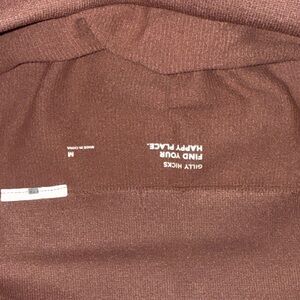 GILLY HICKS
FIND YOUR
HAPPY PLACE.
M
MADE IN CHINA